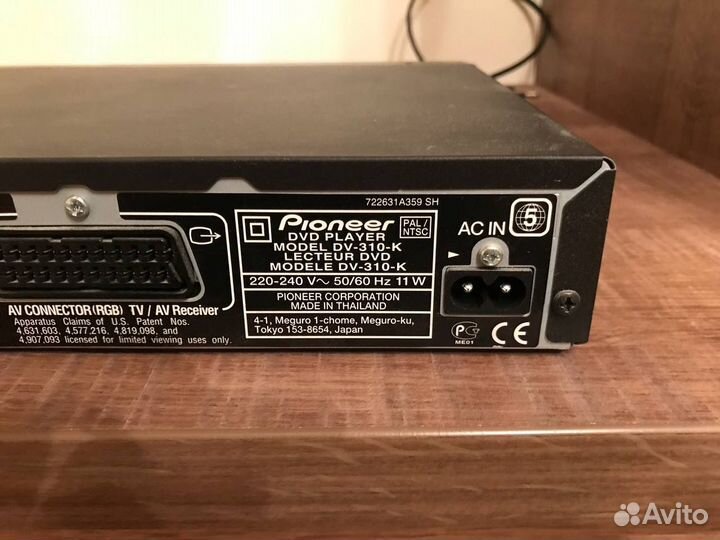 722631A359 SH
Pioneer PAL/ NTSC
DVD PLAYER
MODEL DV-310-K
LECTEUR DVD
MODELE DV-310-K
220-240 V~ 50/60 Hz 11 W
PIONEER CORPORATION
MADE IN THAILAND
4-1, Meguro 1-chome, Meguro-ku,
Tokyo 153-8654, Japan
AC IN 5
AV CONNECTOR(RGB) TV / AV Receiver
Apparatus Claims of U.S. Patent Nos.
4,631,603, 4,577,216, 4,819,098, and
4,907,093 licensed for limited viewing uses only.
ME01
CE
Avito